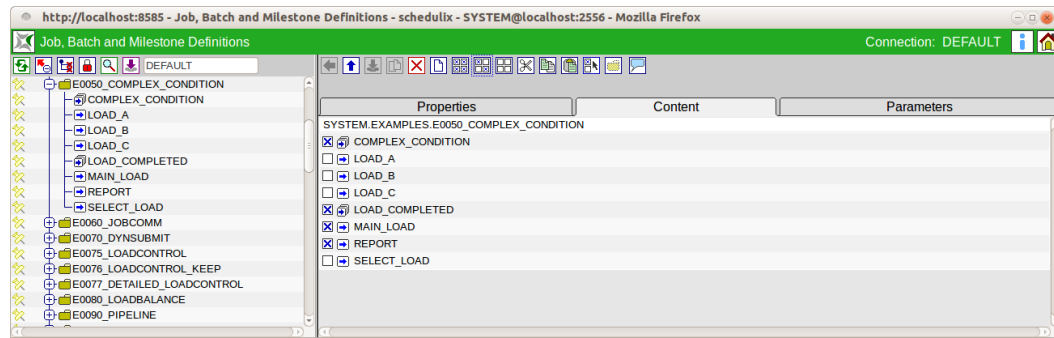 http://localhost:8585 - Job, Batch and Milestone Definitions - schedulix - SYSTEM@localhost:2556 - Mozilla Firefox
Job, Batch and Milestone Definitions
Connection: DEFAULT
DEFAULT
E0050_COMPLEX_CONDITION
COMPLEX_CONDITION
LOAD_A
LOAD_B
LOAD_C
LOAD_COMPLETED
MAIN_LOAD
REPORT
SELECT_LOAD
E0060_JOBCOMM
E0070_DYNSUBMIT
E0075_LOADCONTROL
E0076_LOADCONTROL_KEEP
E0077_DETAILED_LOADCONTROL
E0080_LOADBALANCE
E0090_PIPELINE
Properties
Content
Parameters
SYSTEM.EXAMPLES.E0050_COMPLEX_CONDITION
COMPLEX_CONDITION
LOAD_A
LOAD_B
LOAD_C
LOAD_COMPLETED
MAIN_LOAD
REPORT
SELECT_LOAD